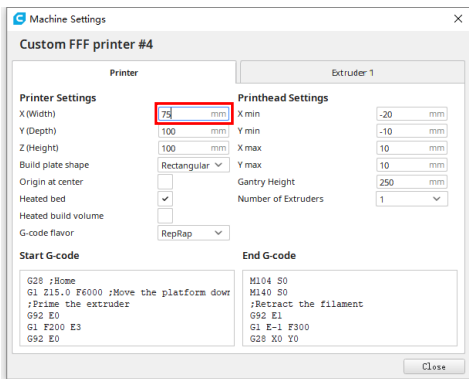 Machine Settings
Custom FFF printer #4
Printer
Extruder 1
Printer Settings
X (Width) 75 mm
Y (Depth) 100 mm
Z (Height) 100 mm
Build plate shape Rectangular
Origin at center
Heated bed
Heated build volume
G-code flavor RepRap
Printhead Settings
X min -20 mm
Y min -10 mm
X max 10 mm
Y max 10 mm
Gantry Height 250 mm
Number of Extruders 1
Start G-code
G28 ;Home
G1 Z15.0 F6000 ;Move the platform down
;Prime the extruder
G92 E0
G1 F200 E3
G92 E0
End G-code
M104 S0
M140 S0
;Retract the filament
G92 E1
G1 E-1 F300
G28 X0 Y0
Close